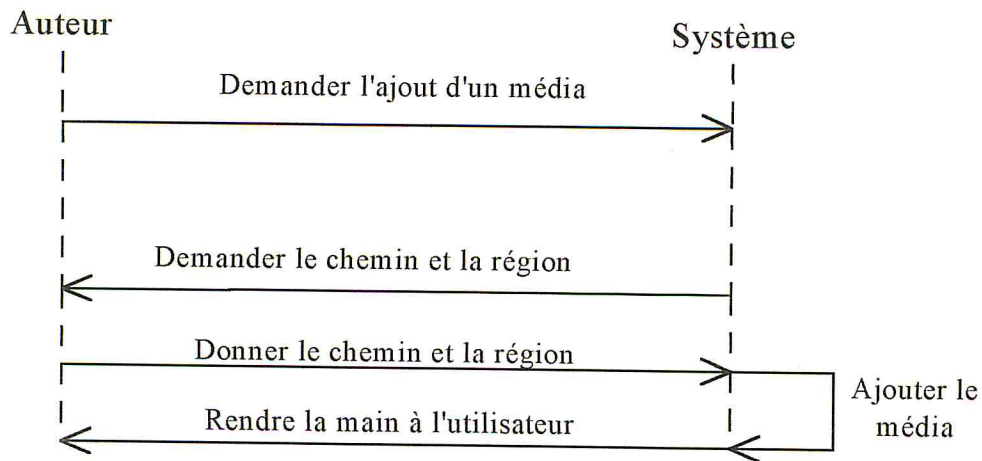 Auteur
Système
Demander l'ajout d'un média
Demander le chemin et la région
Donner le chemin et la région
Ajouter le
média
Rendre la main à l'utilisateur